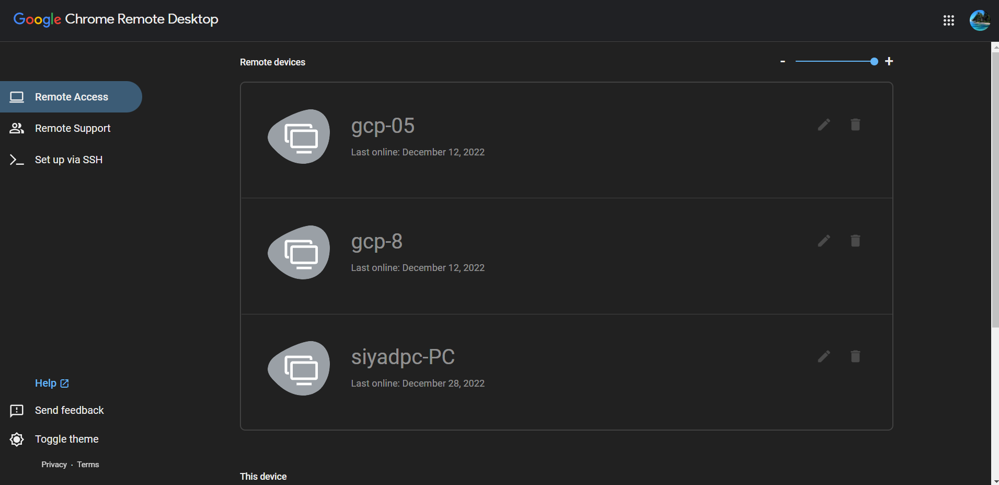 Google Chrome Remote Desktop
Remote devices
- +
Remote Access
Remote Support
Set up via SSH
gcp-05
Last online: December 12, 2022
gcp-8
Last online: December 12, 2022
siyadpc-PC
Last online: December 28, 2022
Help
Send feedback
Toggle theme
Privacy · Terms
This device